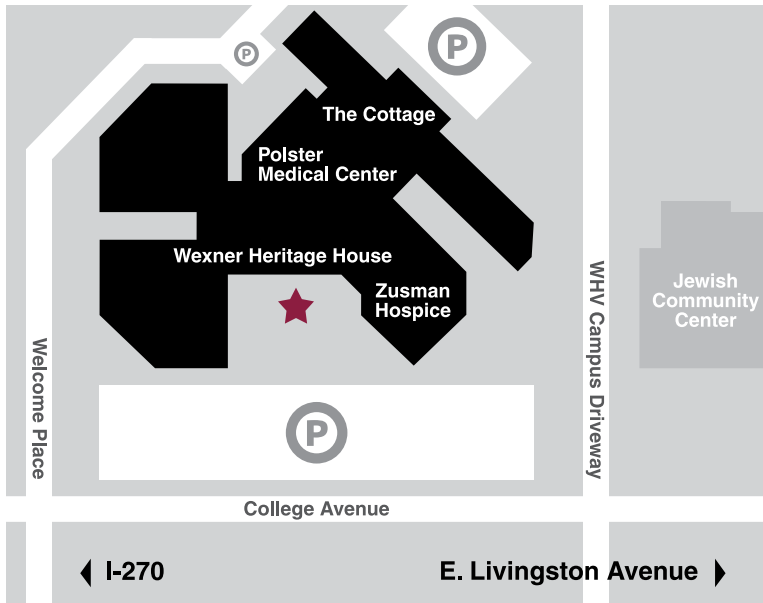 P
P
The Cottage
Polster
Medical Center
Wexner Heritage House
Zusman
Hospice
Jewish
Community
Center
Welcome Place
WHV Campus Driveway
P
College Avenue
I-270
E. Livingston Avenue